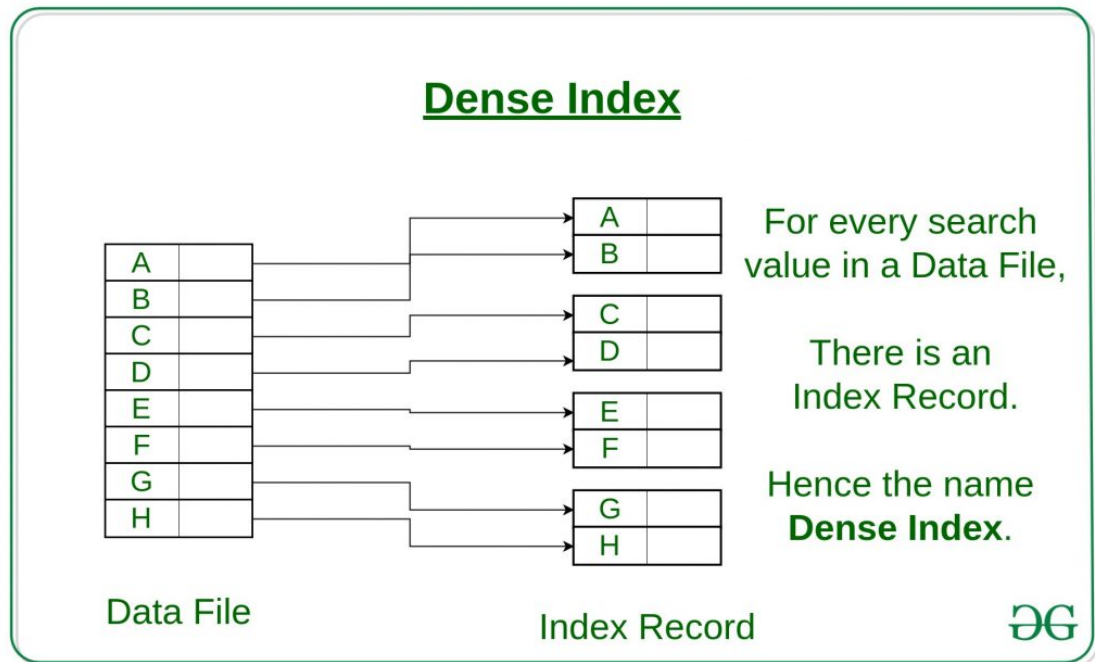 Dense Index
A
B
C
D
E
F
G
H
Data File
A
B
C
D
E
F
G
H
Index Record
For every search
value in a Data File,
There is an
Index Record.
Hence the name
Dense Index.